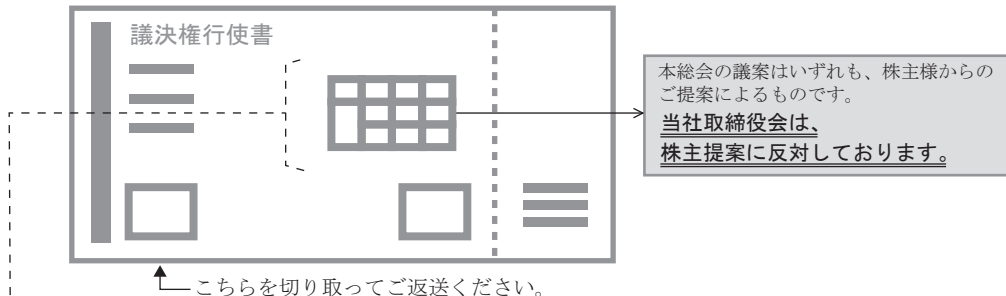 議決権行使書
本総会の議案はいずれも、株主様からの
ご提案によるものです。
当社取締役会は、
株主提案に反対しております。
こちらを切り取ってご返送ください。